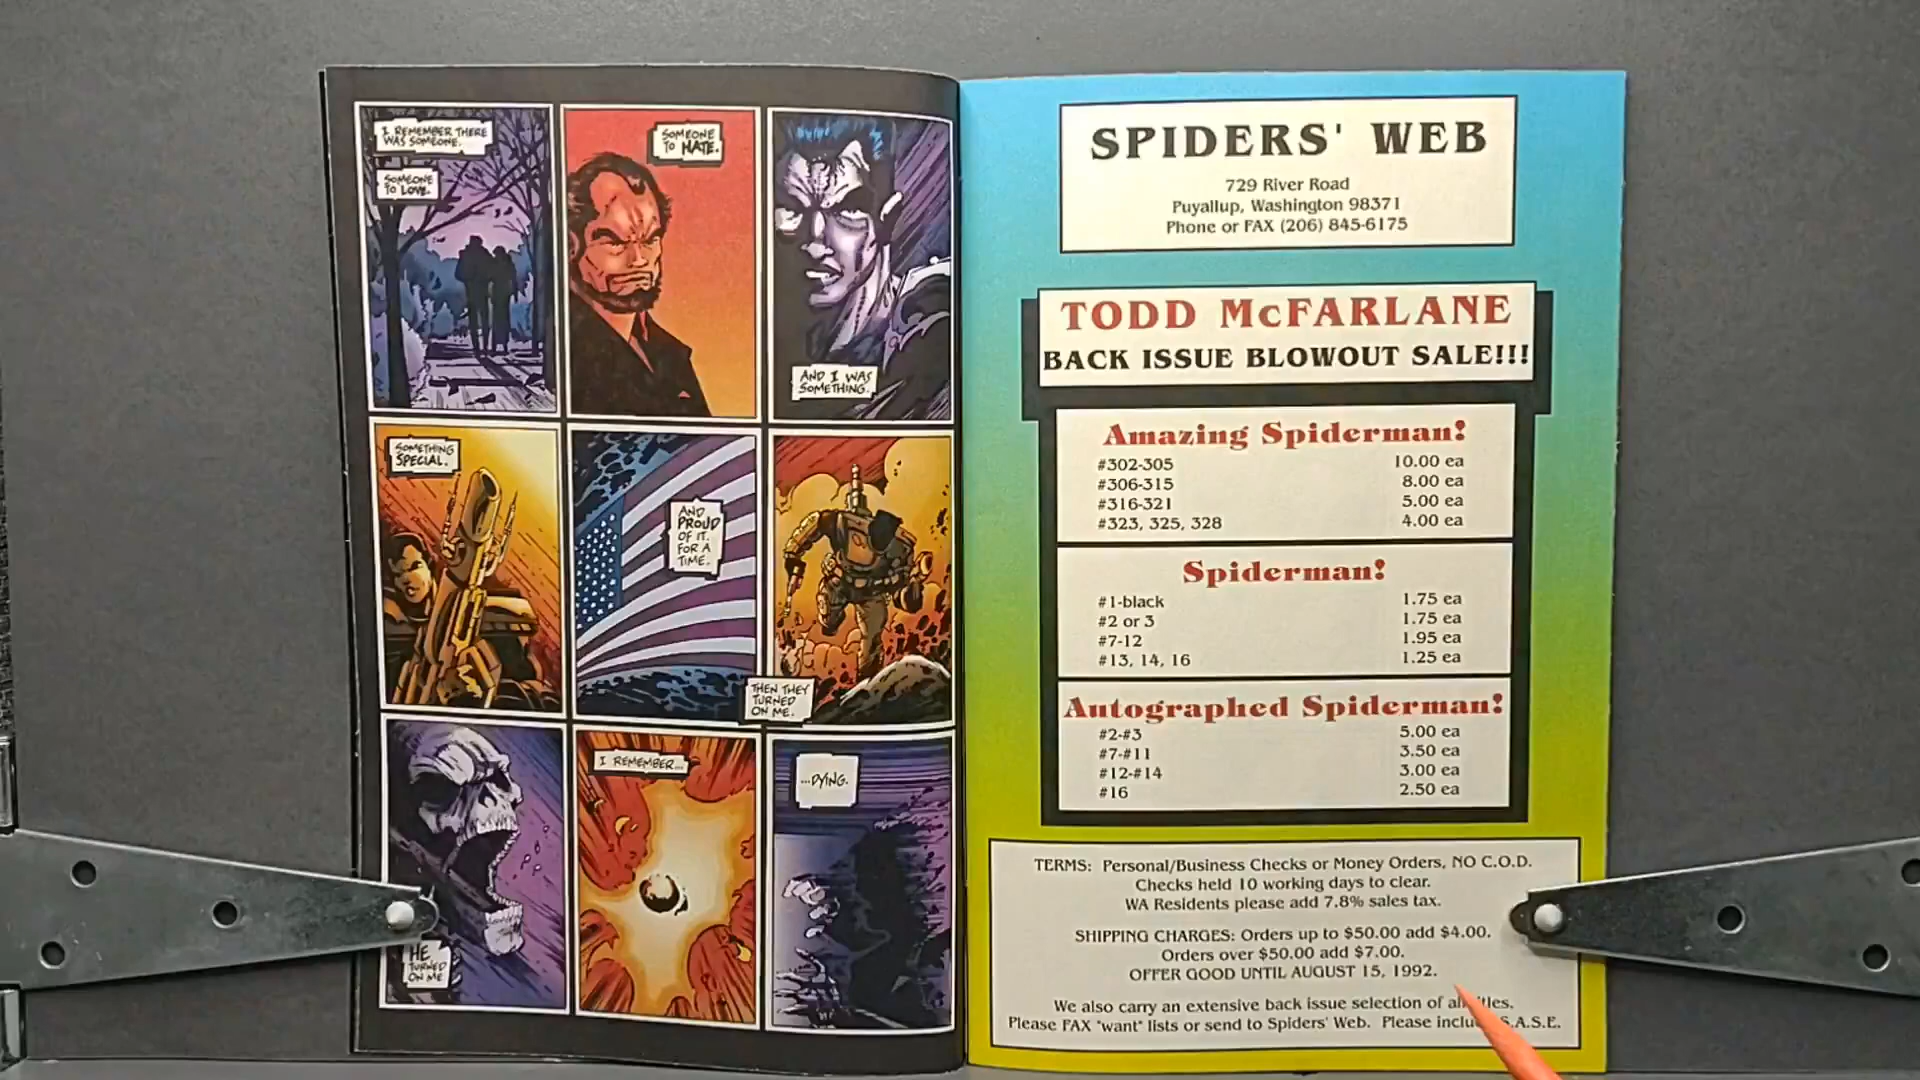 I REMEMBER THERE
WAS SOMEONE.
SOMEONE
TO LOVE.
SOMEONE
TO HATE.
AND I WAS
SOMETHING.
SOMETHING
SPECIAL.
AND
PROUD
OF IT.
FOR A
TIME.
THEN THEY
TURNED
ON ME.
HE
TURNED
ON ME
I REMEMBER...
...DYING.
SPIDERS' WEB
729 River Road
Puyallup, Washington 98371
Phone or FAX (206) 845-6175
TODD McFARLANE
BACK ISSUE BLOWOUT SALE!!!
Amazing Spiderman!
#302-305 10.00 ea
#306-315 8.00 ea
#316-321 5.00 ea
#323, 325, 328 4.00 ea
Spiderman!
#1-black 1.75 ea
#2 or 3 1.75 ea
#7-12 1.95 ea
#13, 14, 16 1.25 ea
Autographed Spiderman!
#2-#3 5.00 ea
#7-#11 3.50 ea
#12-#14 3.00 ea
#16 2.50 ea
TERMS: Personal/Business Checks or Money Orders, NO C.O.D.
Checks held 10 working days to clear.
WA Residents please add 7.8% sales tax.
SHIPPING CHARGES: Orders up to $50.00 add $4.00.
Orders over $50.00 add $7.00.
OFFER GOOD UNTIL AUGUST 15, 1992.
We also carry an extensive back issue selection of
Please FAX "want" lists or send to Spiders' Web. Please S.A.S.E.